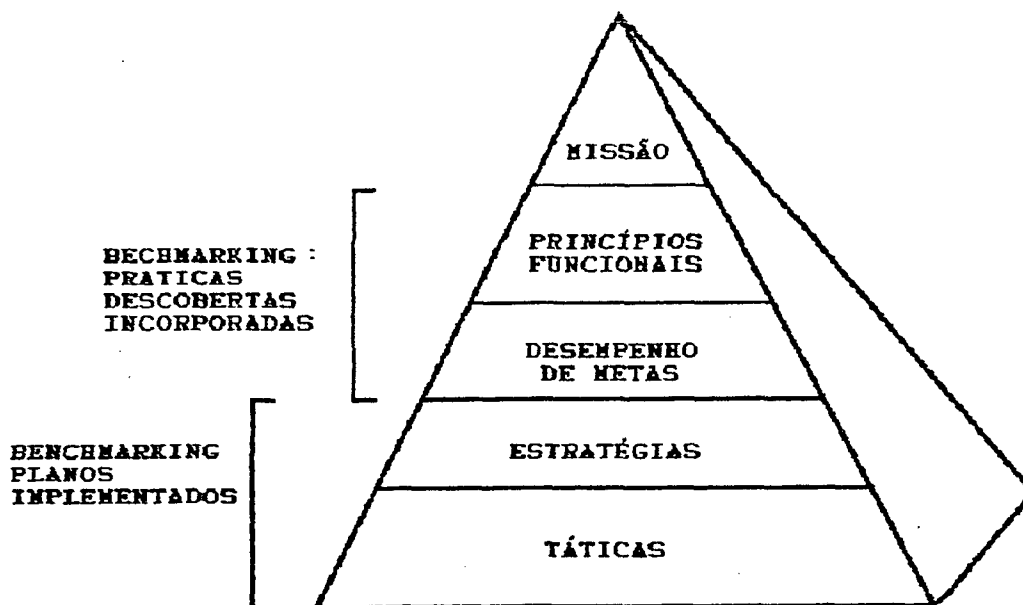 MISSÃO
PRINCÍPIOS
FUNCIONAIS
BECHMARKING :
PRATICAS
DESCOBERTAS
INCORPORADAS
DESEMPENHO
DE METAS
BENCHMARKING
PLANOS
IMPLEMENTADOS
ESTRATÉGIAS
TÁTICAS